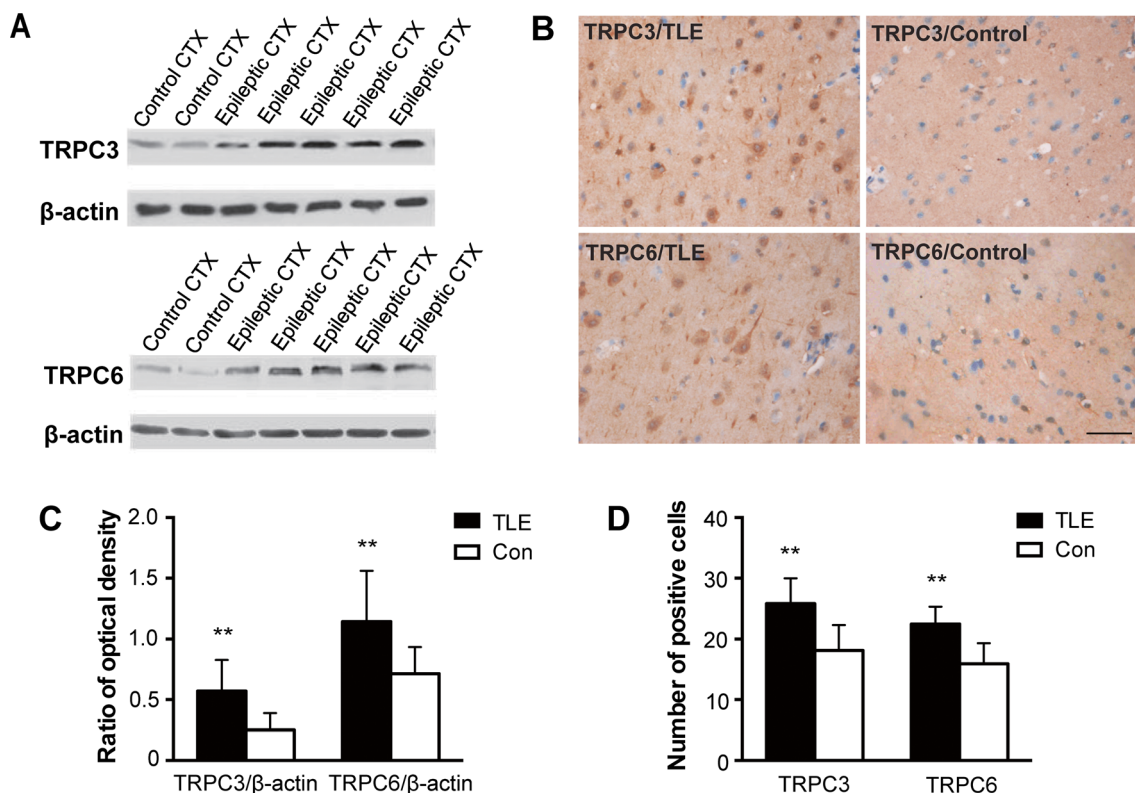 A
Control CTX
Control CTX
Epileptic CTX
Epileptic CTX
Epileptic CTX
Epileptic CTX
Epileptic CTX
TRPC3
β-actin
Control CTX
Control CTX
Epileptic CTX
Epileptic CTX
Epileptic CTX
Epileptic CTX
Epileptic CTX
TRPC6
β-actin
B
TRPC3/TLE
TRPC3/Control
TRPC6/TLE
TRPC6/Control
C
Ratio of optical density
2.0
1.5
1.0
0.5
0
**
**
TLE
Con
TRPC3/β-actin
TRPC6/β-actin
D
Number of positive cells
40
30
20
10
0
**
**
TLE
Con
TRPC3
TRPC6